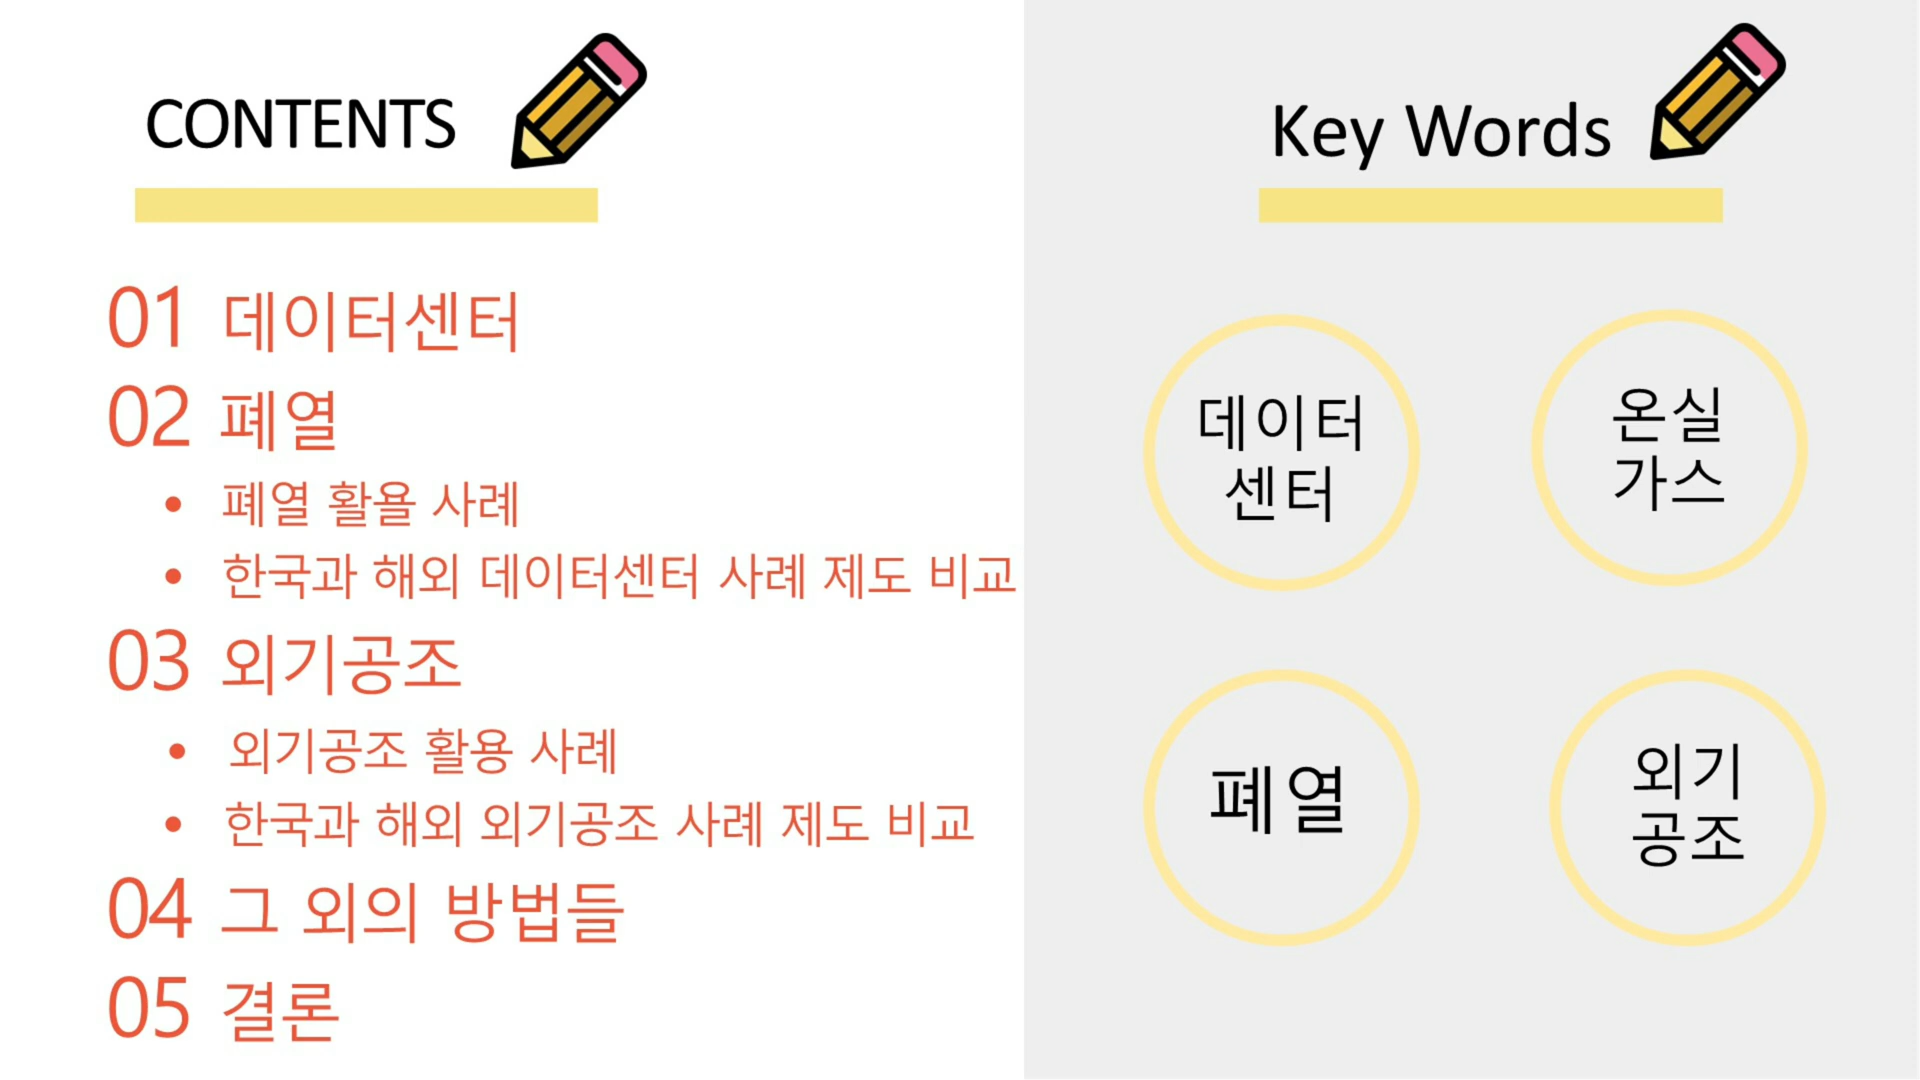 CONTENTS
01 데이터센터
02 폐열
• 폐열 활욜 사례
• 한국과 해외 데이터센터 사례 제도 비교
03 외기공조
• 외기공조 활용 사례
• 한국과 해외 외기공조 사례 제도 비교
04 그 외의 방법들
05 결론
Key Words
데이터
센터
온실
가스
폐열
외기
공조